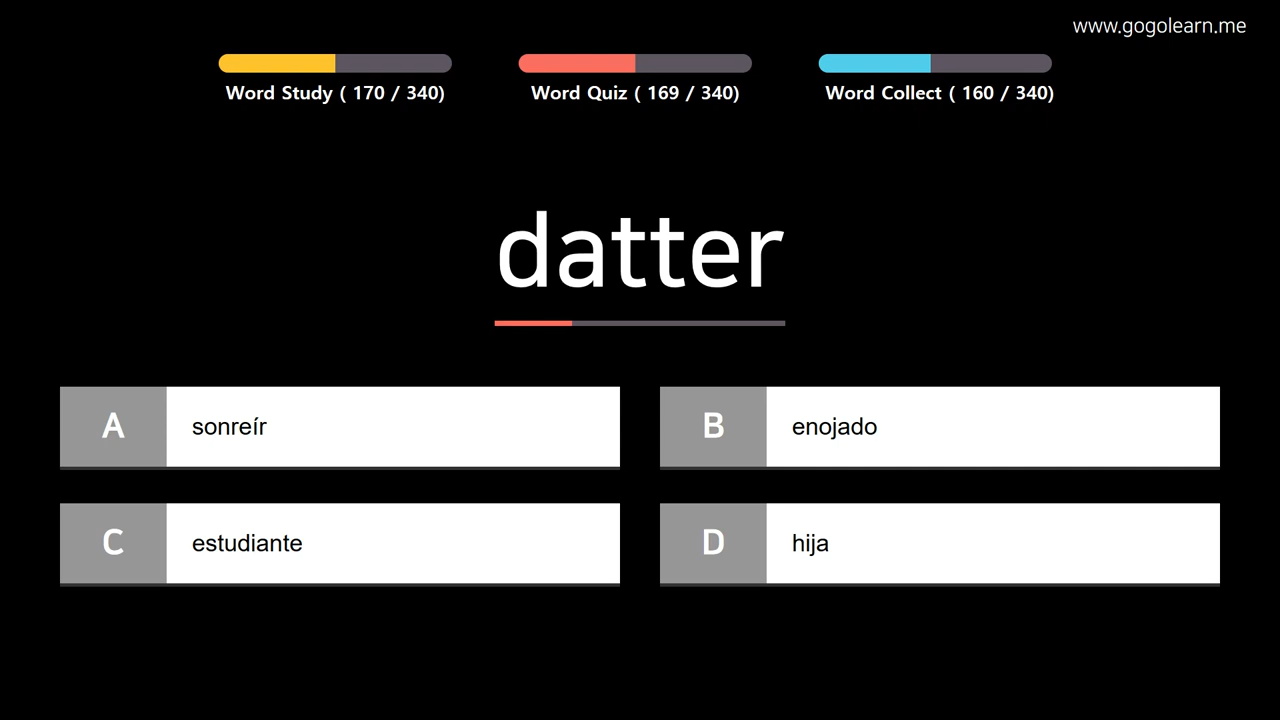 www.gogolearn.me
Word Study ( 170 / 340)
Word Quiz ( 169 / 340)
Word Collect ( 160 / 340)
datter
A sonreír
B enojado
C estudiante
D hija